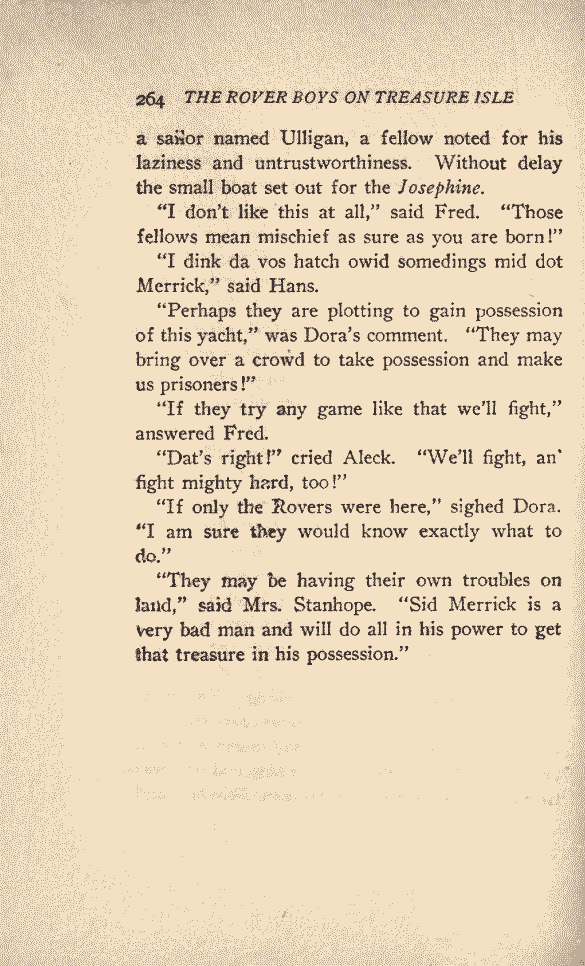 264 THE ROVER BOYS ON TREASURE ISLE
a sailor named Ulligan, a fellow noted for his
laziness and untrustworthiness. Without delay
the small boat set out for the Josephine.
“I don’t like this at all,” said Fred. “Those
fellows mean mischief as sure as you are born!”
“I dink da vos hatch owid somedings mid dot
Merrick,” said Hans.
“Perhaps they are plotting to gain possession
of this yacht,” was Dora’s comment. “They may
bring over a crowd to take possession and make
us prisoners!”
“If they try any game like that we’ll fight,”
answered Fred.
“Dat’s right!” cried Aleck. “We’ll fight, an’
fight mighty hard, too!”
“If only the Rovers were here,” sighed Dora.
“I am sure they would know exactly what to
do.”
“They may be having their own troubles on
land,” said Mrs. Stanhope. “Sid Merrick is a
very bad man and will do all in his power to get
that treasure in his possession.”